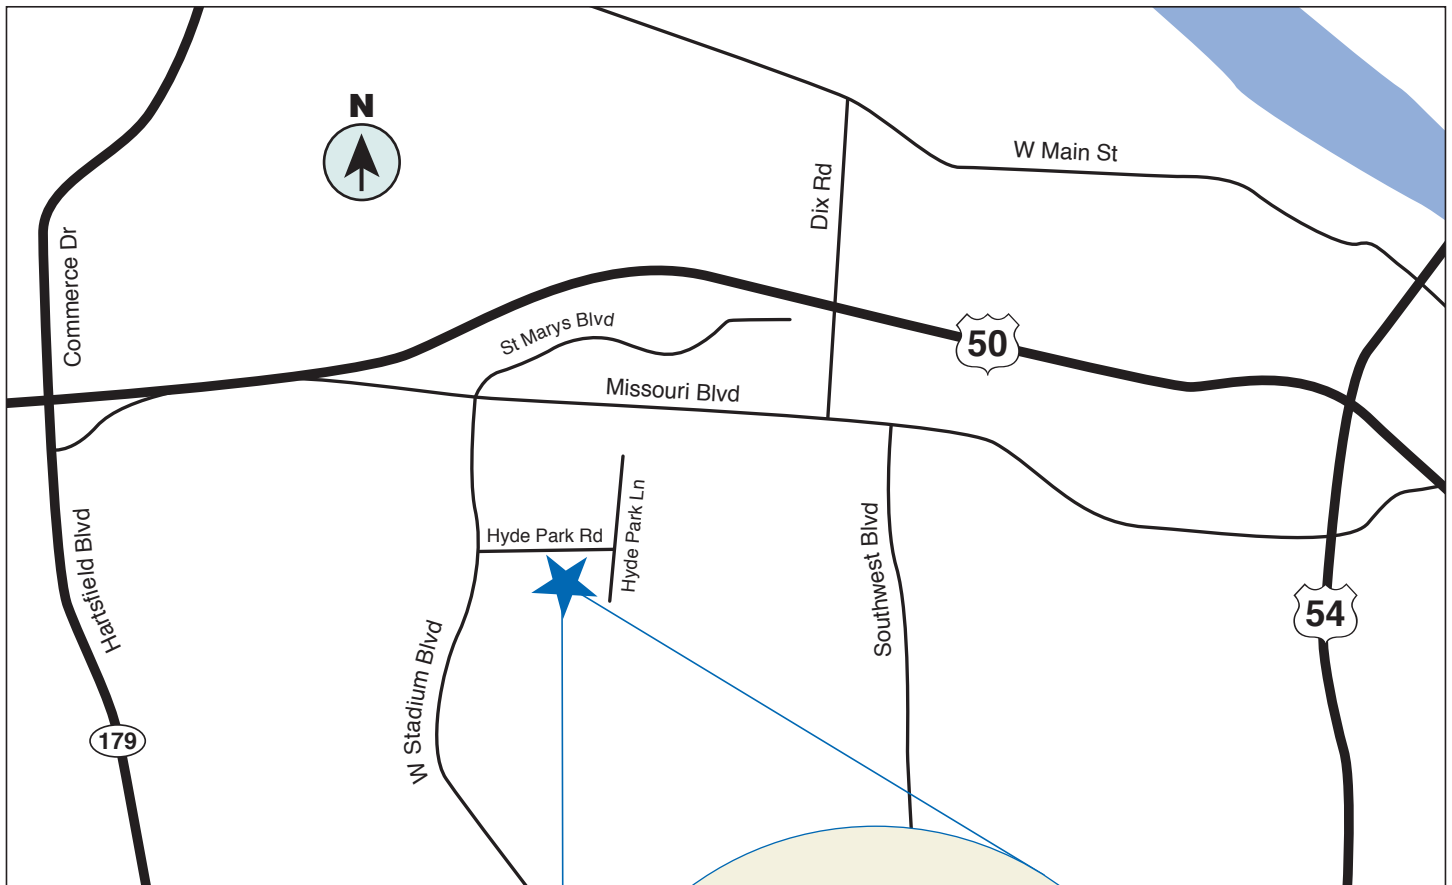 N
W Main St
Dix Rd
Commerce Dr
St Marys Blvd
50
Missouri Blvd
Hyde Park Ln
Hyde Park Rd
Hartsfield Blvd
Southwest Blvd
54
W Stadium Blvd
179